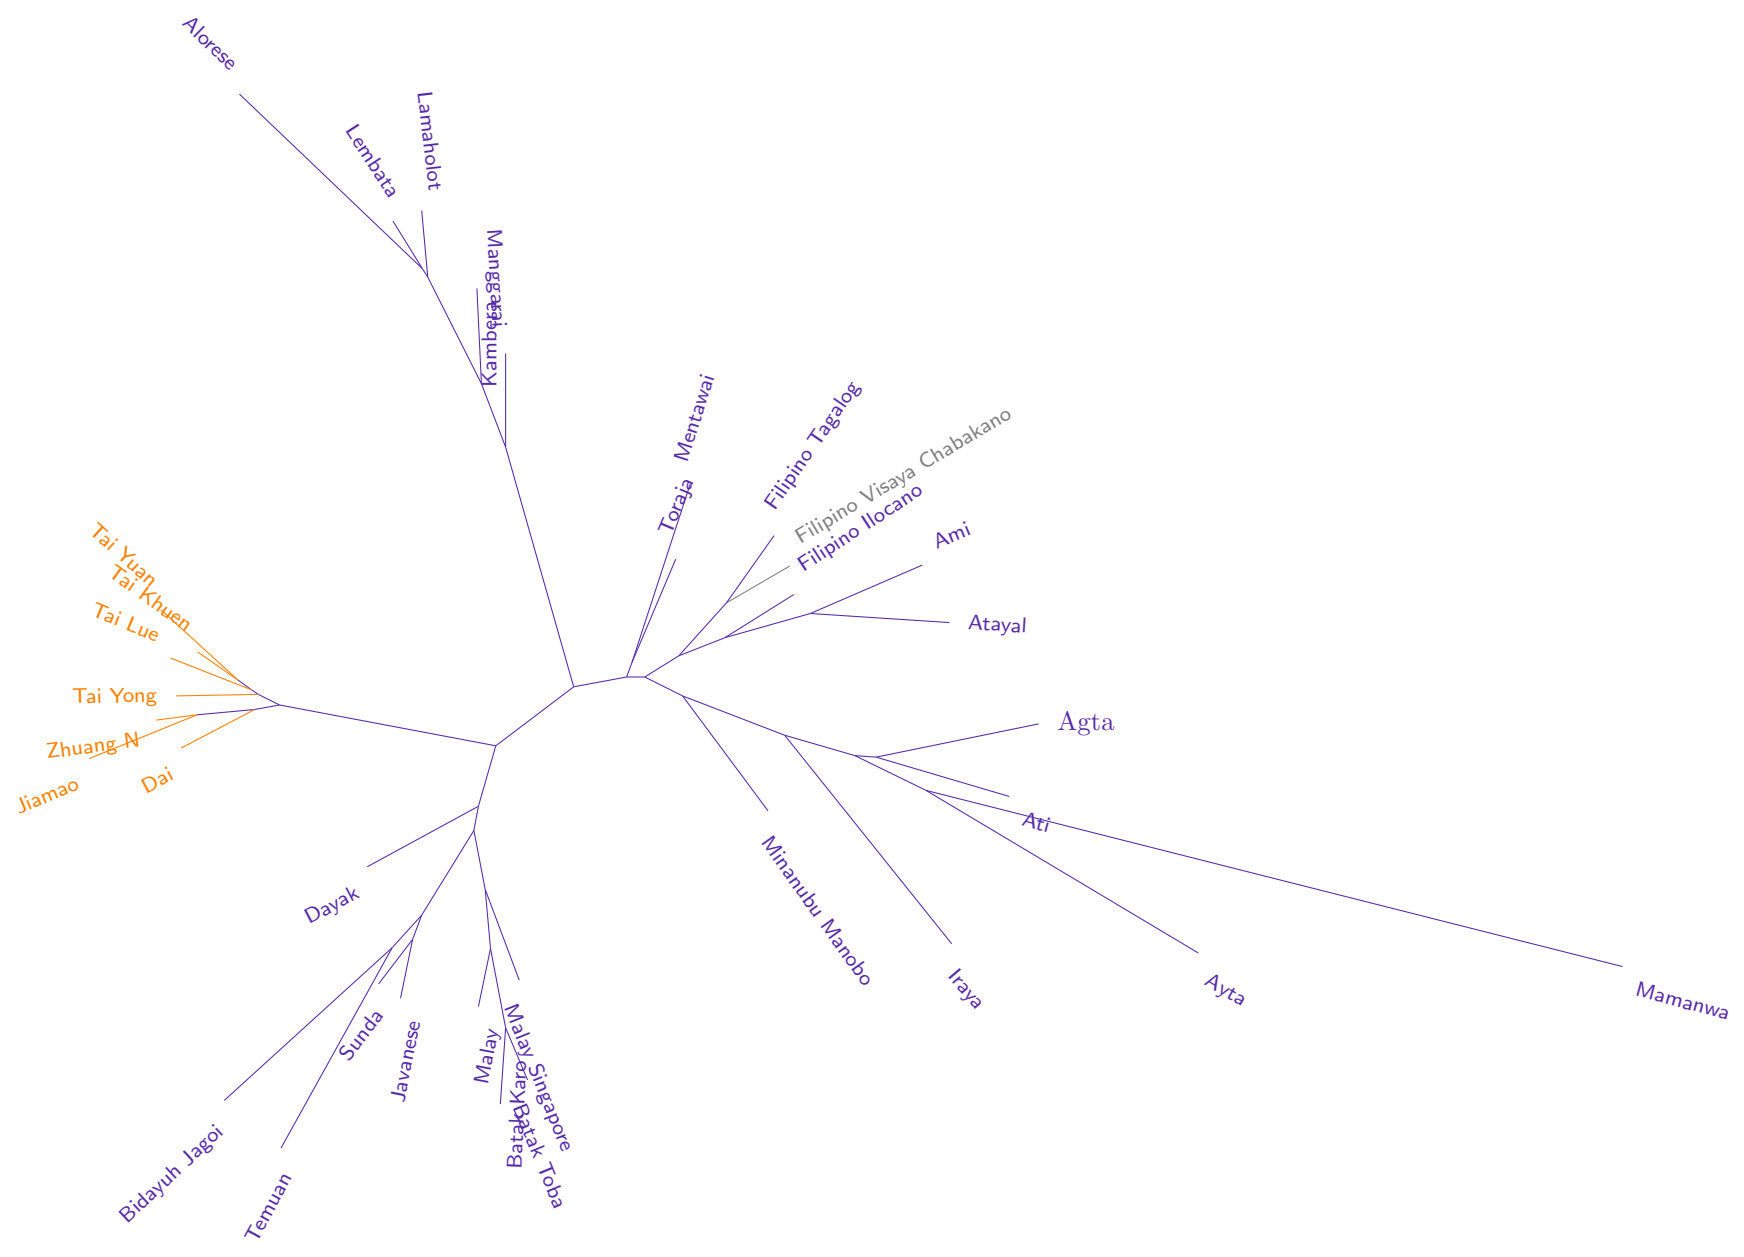 Alorese
Lamaholot
Lembata
Manggarai
Kambera
Mentawai
Toraja
Filipino Tagalog
Filipino Visaya Chabakano
Filipino Ilocano
Ami
Atayal
Tai Yuan
Tai Khuen
Tai Lue
Tai Yong
Zhuang N
Jiamao
Dai
Agta
Ati
Mamanwa
Ayta
Iraya
Minanubu Manobo
Dayak
Sunda
Javanese
Malay
Malay Singapore
Batak Karo
Batak Toba
Bidayuh Jagoi
Temuan